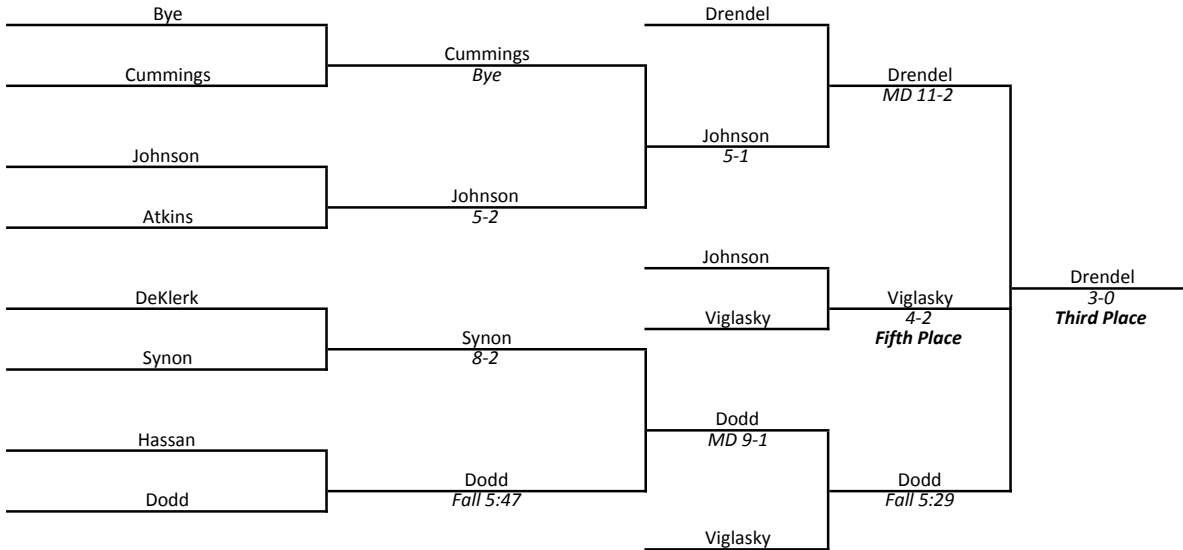 Bye
Cummings
Johnson
Atkins
DeKlerk
Synon
Hassan
Dodd
Cummings
Bye
Johnson
5-2
Synon
8-2
Dodd
Fall 5:47
Drendel
Johnson
5-1
Johnson
Viglasky
Dodd
MD 9-1
Viglasky
Drendel
MD 11-2
Viglasky
4-2
Fifth Place
Dodd
Fall 5:29
Drendel
3-0
Third Place